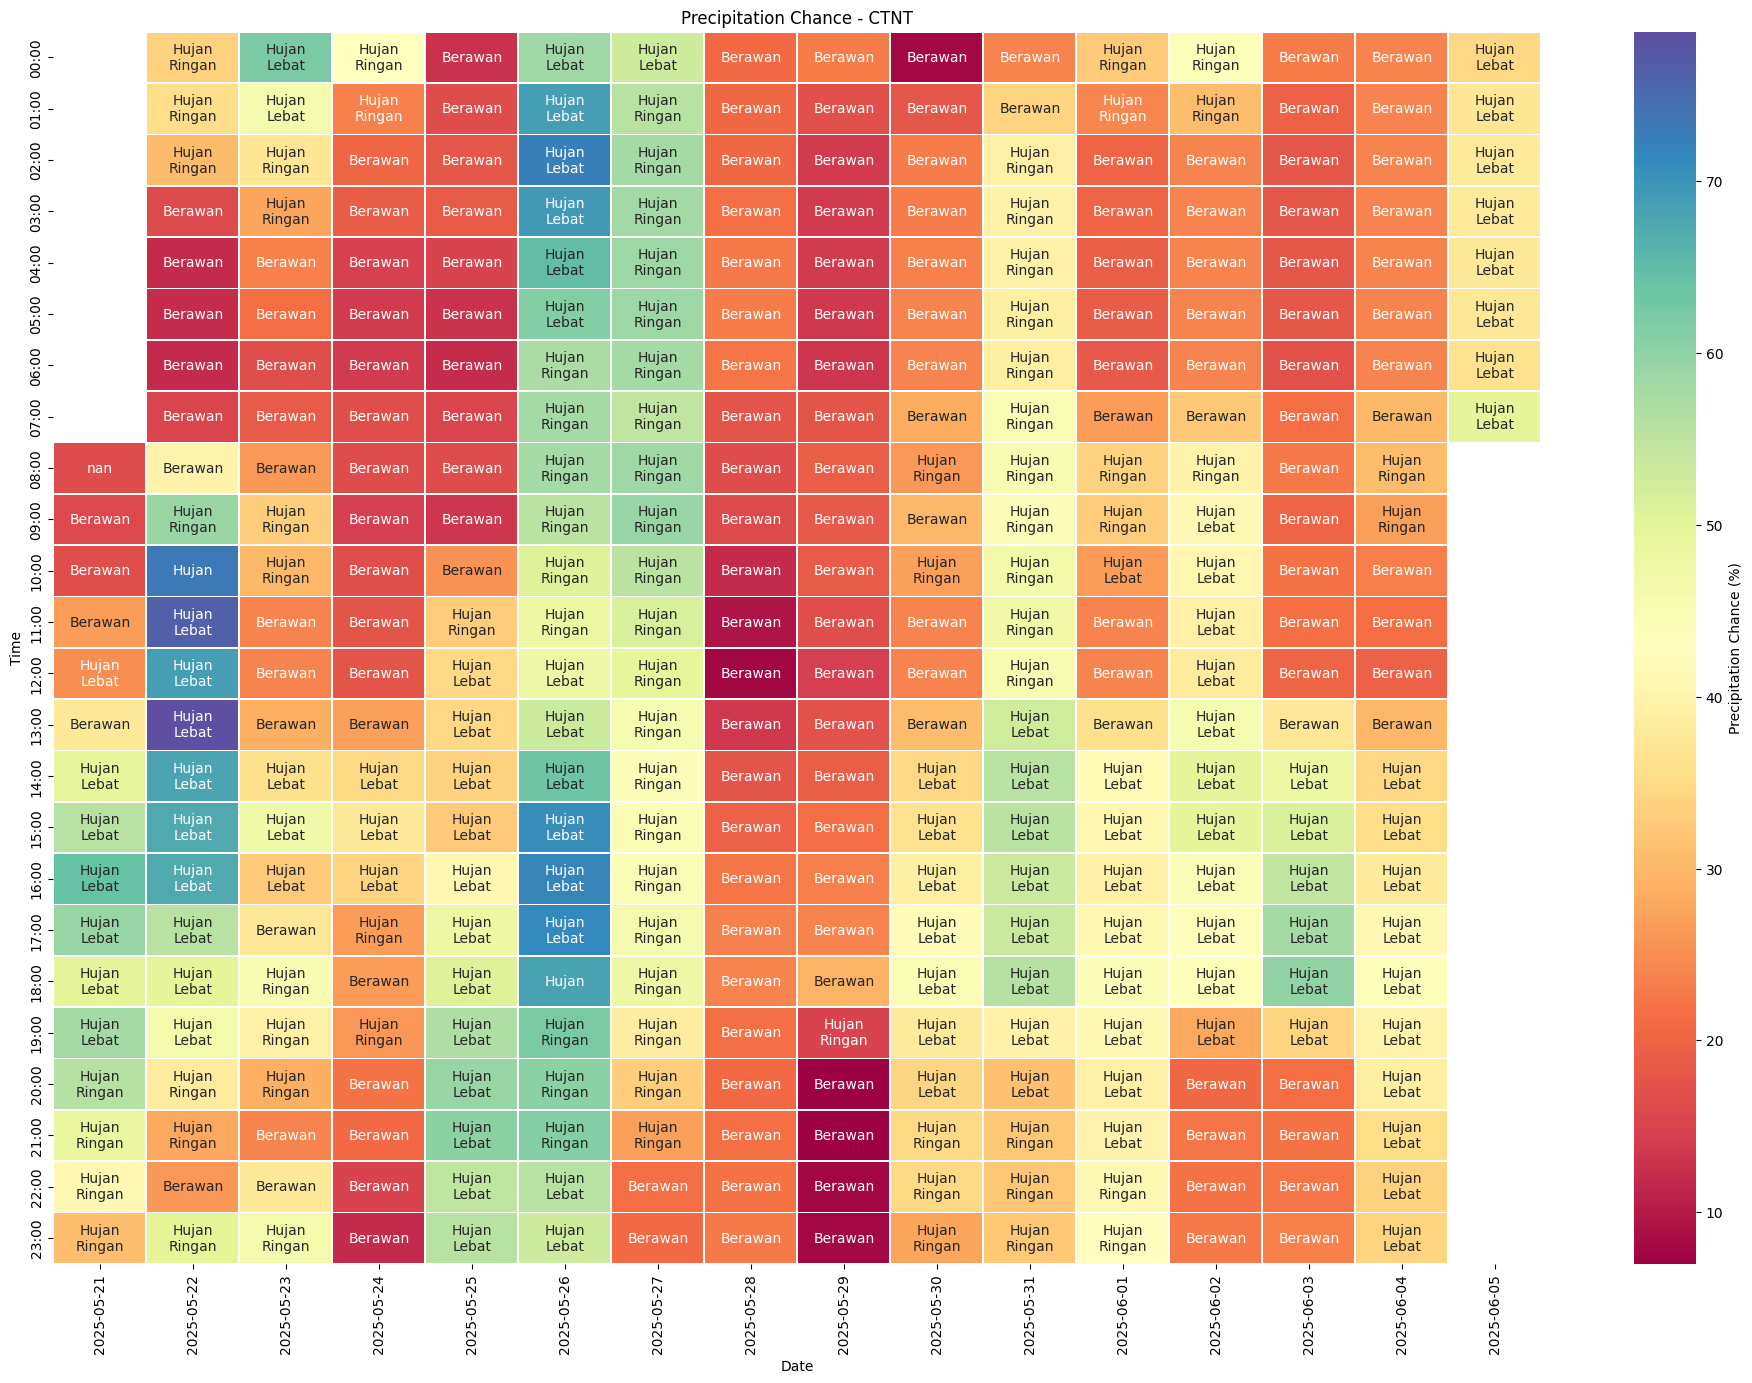 Precipitation Chance - CTNT
00:00 Hujan Ringan Hujan Lebat Hujan Ringan Berawan Hujan Lebat Hujan Lebat Berawan Berawan Berawan Berawan Hujan Ringan Hujan Ringan Berawan Berawan Hujan Lebat
01:00 Hujan Ringan Hujan Lebat Hujan Ringan Berawan Hujan Lebat Hujan Ringan Berawan Berawan Berawan Berawan Hujan Ringan Hujan Ringan Berawan Berawan Hujan Lebat
02:00 Hujan Ringan Hujan Ringan Berawan Berawan Hujan Lebat Hujan Ringan Berawan Berawan Berawan Hujan Ringan Berawan Berawan Berawan Berawan Hujan Lebat
03:00 Berawan Hujan Ringan Berawan Berawan Hujan Lebat Hujan Ringan Berawan Berawan Berawan Hujan Ringan Berawan Berawan Berawan Berawan Hujan Lebat
04:00 Berawan Berawan Berawan Berawan Hujan Lebat Hujan Ringan Berawan Berawan Berawan Hujan Ringan Berawan Berawan Berawan Berawan Hujan Lebat
05:00 Berawan Berawan Berawan Berawan Hujan Lebat Hujan Ringan Berawan Berawan Berawan Hujan Ringan Berawan Berawan Berawan Berawan Hujan Lebat
06:00 Berawan Berawan Berawan Berawan Hujan Ringan Hujan Ringan Berawan Berawan Berawan Hujan Ringan Berawan Berawan Berawan Berawan Hujan Lebat
07:00 Berawan Berawan Berawan Berawan Hujan Ringan Hujan Ringan Berawan Berawan Berawan Hujan Ringan Berawan Berawan Berawan Berawan Hujan Lebat
08:00 nan Berawan Berawan Berawan Berawan Hujan Ringan Hujan Ringan Berawan Berawan Hujan Ringan Hujan Ringan Hujan Ringan Hujan Ringan Berawan Hujan Ringan
09:00 Berawan Hujan Ringan Hujan Ringan Berawan Berawan Hujan Ringan Hujan Ringan Berawan Berawan Berawan Hujan Ringan Hujan Ringan Hujan Lebat Berawan Hujan Ringan
10:00 Berawan Hujan Hujan Ringan Berawan Berawan Hujan Ringan Hujan Ringan Berawan Berawan Hujan Ringan Hujan Ringan Hujan Lebat Hujan Lebat Berawan Berawan
11:00 Berawan Hujan Lebat Berawan Berawan Hujan Ringan Hujan Ringan Hujan Ringan Berawan Berawan Berawan Hujan Ringan Berawan Hujan Lebat Berawan Berawan
12:00 Hujan Lebat Hujan Lebat Berawan Berawan Hujan Lebat Hujan Lebat Hujan Ringan Berawan Berawan Berawan Hujan Ringan Berawan Hujan Lebat Berawan Berawan
13:00 Berawan Hujan Lebat Berawan Berawan Hujan Lebat Hujan Lebat Hujan Ringan Berawan Berawan Berawan Hujan Lebat Berawan Hujan Lebat Berawan Berawan
14:00 Hujan Lebat Hujan Lebat Hujan Lebat Hujan Lebat Hujan Lebat Hujan Lebat Hujan Ringan Berawan Berawan Hujan Lebat Hujan Lebat Hujan Lebat Hujan Lebat Hujan Lebat Hujan Lebat
15:00 Hujan Lebat Hujan Lebat Hujan Lebat Hujan Lebat Hujan Lebat Hujan Lebat Hujan Ringan Berawan Berawan Hujan Lebat Hujan Lebat Hujan Lebat Hujan Lebat Hujan Lebat Hujan Lebat
16:00 Hujan Lebat Hujan Lebat Hujan Lebat Hujan Lebat Hujan Lebat Hujan Lebat Hujan Ringan Berawan Berawan Hujan Lebat Hujan Lebat Hujan Lebat Hujan Lebat Hujan Lebat Hujan Lebat
17:00 Hujan Lebat Hujan Lebat Berawan Hujan Ringan Hujan Lebat Hujan Lebat Hujan Ringan Berawan Berawan Hujan Lebat Hujan Lebat Hujan Lebat Hujan Lebat Hujan Lebat Hujan Lebat
18:00 Hujan Lebat Hujan Lebat Hujan Ringan Berawan Hujan Lebat Hujan Hujan Ringan Berawan Berawan Hujan Lebat Hujan Lebat Hujan Lebat Hujan Lebat Hujan Lebat Hujan Lebat
19:00 Hujan Lebat Hujan Lebat Hujan Ringan Hujan Ringan Hujan Lebat Hujan Ringan Hujan Ringan Berawan Hujan Ringan Hujan Lebat Hujan Lebat Hujan Lebat Hujan Lebat Hujan Lebat Hujan Lebat
20:00 Hujan Ringan Hujan Ringan Hujan Ringan Berawan Hujan Lebat Hujan Ringan Hujan Ringan Berawan Berawan Hujan Lebat Hujan Lebat Hujan Lebat Berawan Berawan Hujan Lebat
21:00 Hujan Ringan Hujan Ringan Berawan Berawan Hujan Lebat Hujan Ringan Hujan Ringan Berawan Berawan Hujan Ringan Hujan Ringan Hujan Lebat Berawan Berawan Hujan Lebat
22:00 Hujan Ringan Berawan Berawan Berawan Hujan Lebat Hujan Lebat Berawan Berawan Berawan Hujan Ringan Hujan Ringan Hujan Ringan Berawan Berawan Hujan Lebat
23:00 Hujan Ringan Hujan Ringan Hujan Ringan Berawan Hujan Lebat Hujan Lebat Berawan Berawan Berawan Hujan Ringan Hujan Ringan Hujan Ringan Berawan Berawan Hujan Lebat
Time
2025-05-21 2025-05-22 2025-05-23 2025-05-24 2025-05-25 2025-05-26 2025-05-27 2025-05-28 2025-05-29 2025-05-30 2025-05-31 2025-06-01 2025-06-02 2025-06-03 2025-06-04 2025-06-05
Date
70
60
50
40
30
20
10
Precipitation Chance (%)